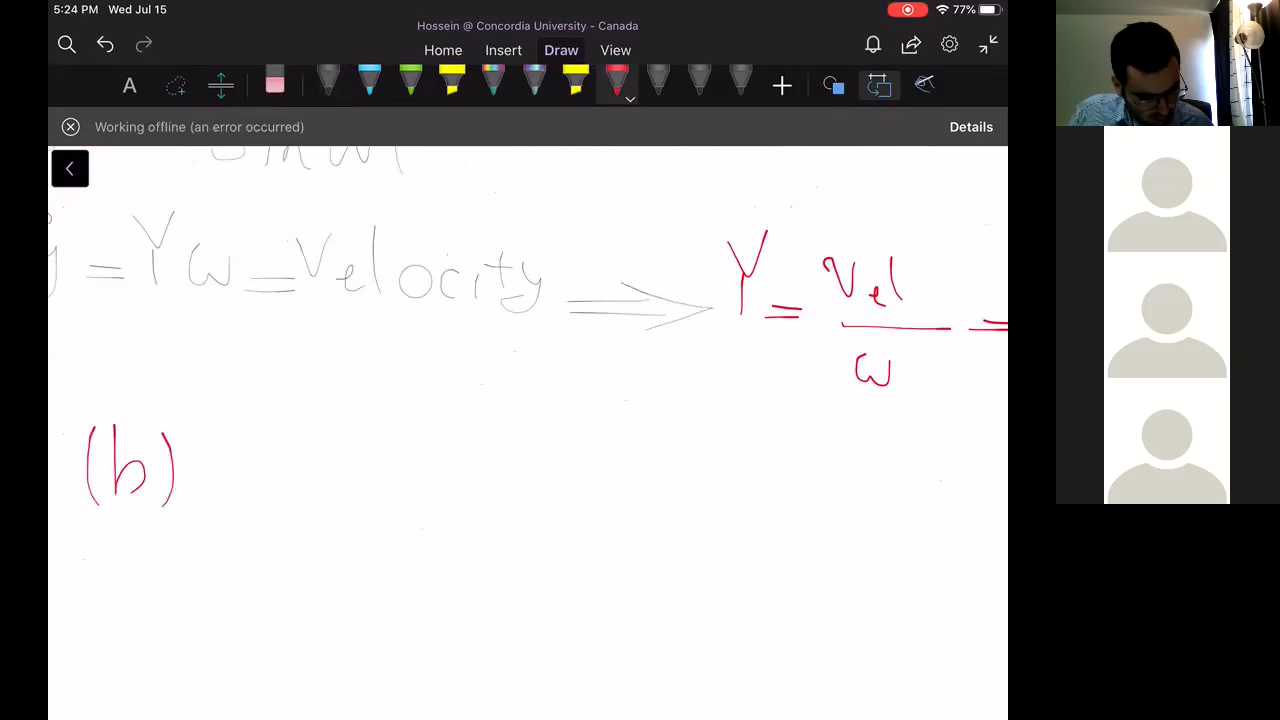 5:24 PM Wed Jul 15
77%
Hossein @ Concordia University - Canada
Home Insert Draw View
A
Working offline (an error occurred) Details
= Yω = Velocity ⟹ Y = Vel / ω =
(b)